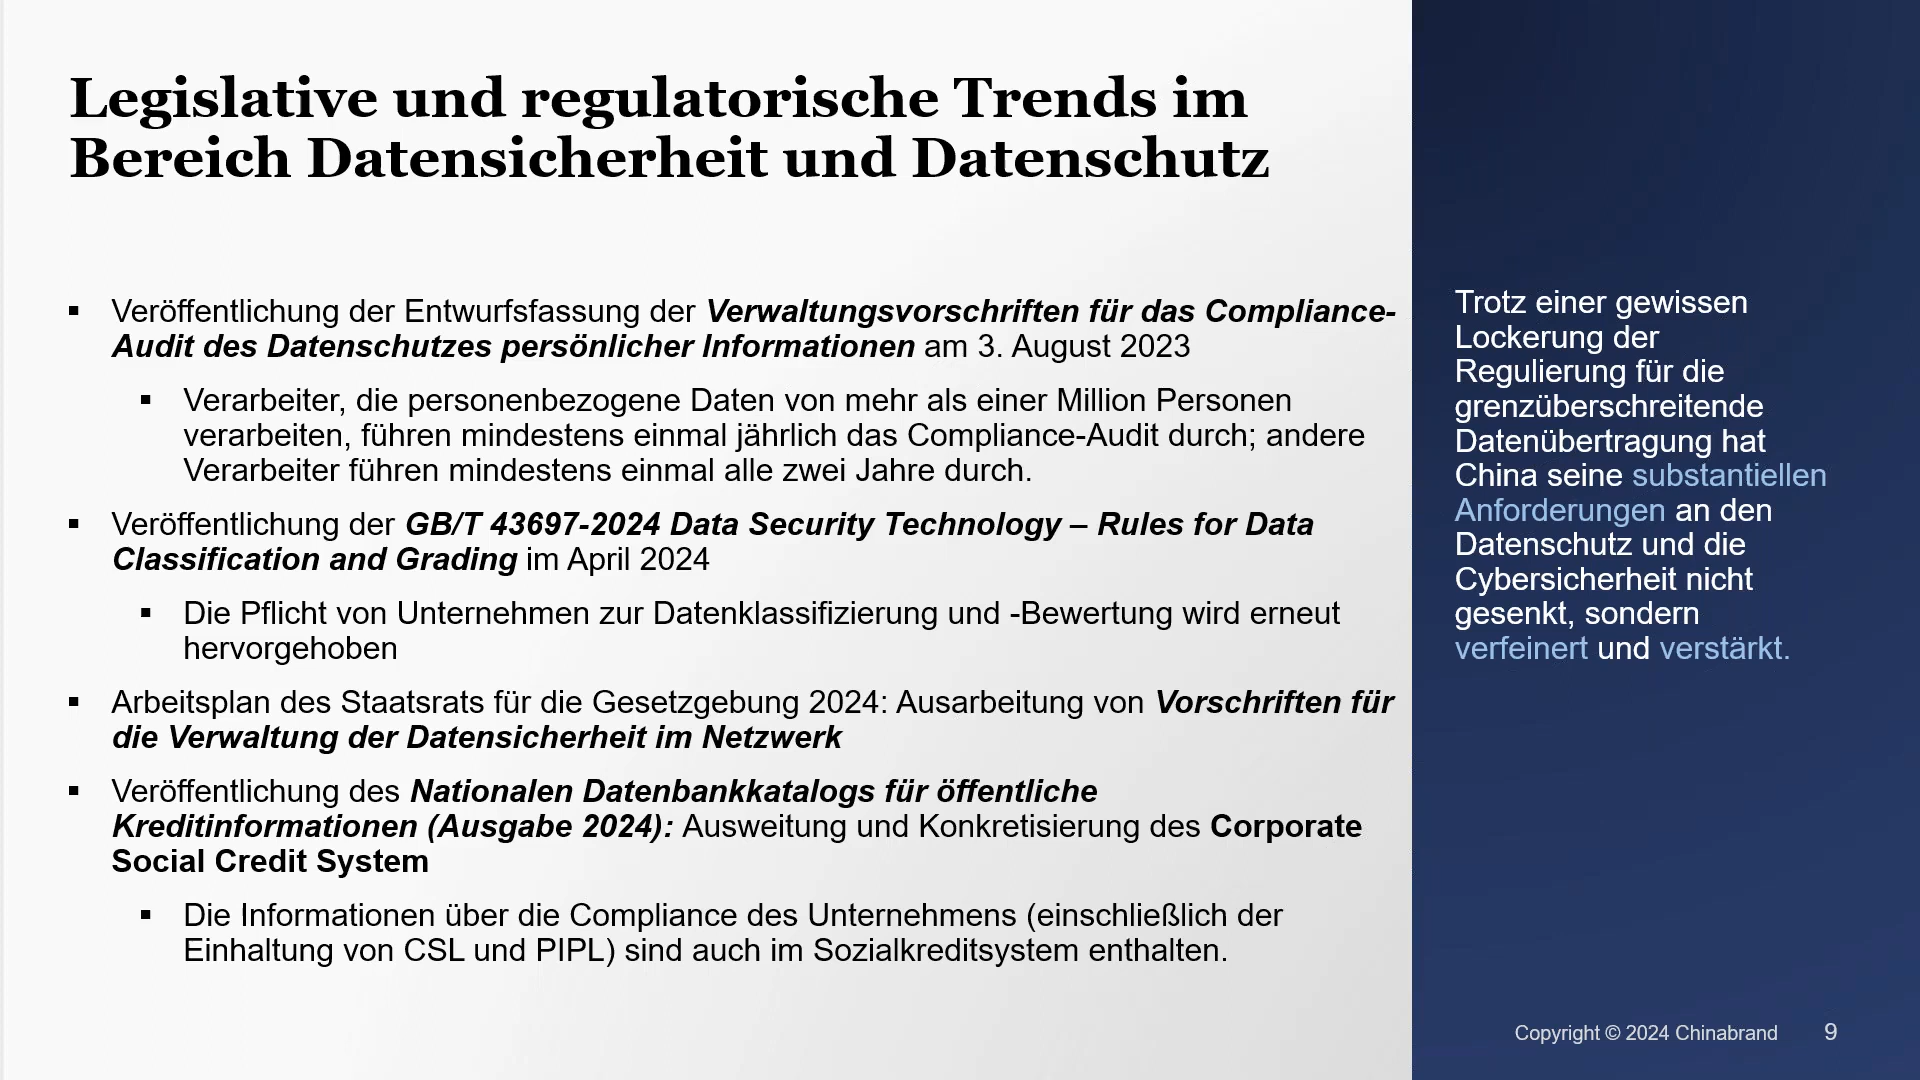 Legislative und regulatorische Trends im
Bereich Datensicherheit und Datenschutz
▪ Veröffentlichung der Entwurfsfassung der Verwaltungsvorschriften für das Compliance-
Audit des Datenschutzes persönlicher Informationen am 3. August 2023
▪ Verarbeiter, die personenbezogene Daten von mehr als einer Million Personen
verarbeiten, führen mindestens einmal jährlich das Compliance-Audit durch; andere
Verarbeiter führen mindestens einmal alle zwei Jahre durch.
▪ Veröffentlichung der GB/T 43697-2024 Data Security Technology – Rules for Data
Classification and Grading im April 2024
▪ Die Pflicht von Unternehmen zur Datenklassifizierung und -Bewertung wird erneut
hervorgehoben
▪ Arbeitsplan des Staatsrats für die Gesetzgebung 2024: Ausarbeitung von Vorschriften für
die Verwaltung der Datensicherheit im Netzwerk
▪ Veröffentlichung des Nationalen Datenbankkatalogs für öffentliche
Kreditinformationen (Ausgabe 2024): Ausweitung und Konkretisierung des Corporate
Social Credit System
▪ Die Informationen über die Compliance des Unternehmens (einschließlich der
Einhaltung von CSL und PIPL) sind auch im Sozialkreditsystem enthalten.
Trotz einer gewissen
Lockerung der
Regulierung für die
grenzüberschreitende
Datenübertragung hat
China seine substantiellen
Anforderungen an den
Datenschutz und die
Cybersicherheit nicht
gesenkt, sondern
verfeinert und verstärkt.
Copyright © 2024 Chinabrand 9